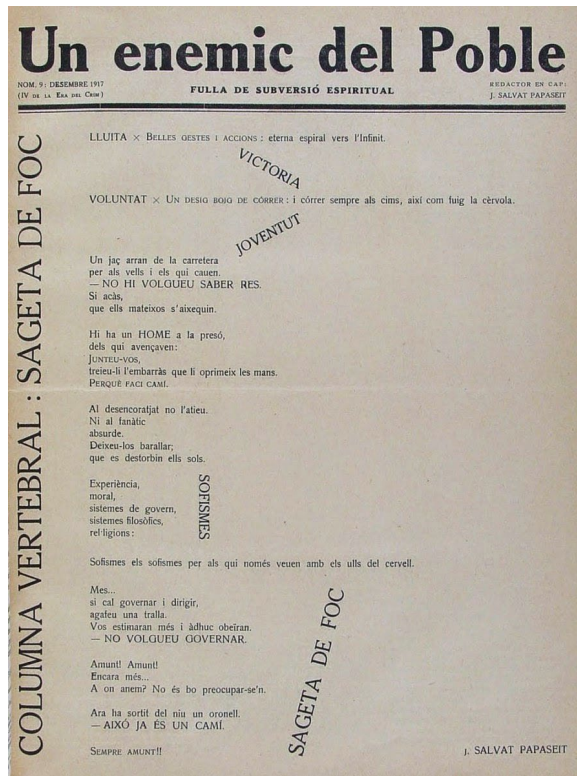 Un enemic del Poble
NÚM. 9: DESEMBRE 1917
(IV DE LA ERA DEL CRIM)
FULLA DE SUBVERSIÓ ESPIRITUAL
REDACTOR EN CAP:
J. SALVAT PAPASEIT
COLUMNA VERTEBRAL : SAGETA DE FOC
LLUITA × BELLES GESTES I ACCIONS : eterna espiral vers l'Infinit.
VICTORIA
VOLUNTAT × UN DESIG BOIG DE CÓRRER : i córrer sempre als cims, així com fuig la cèrvola.
JOVENTUT
Un jaç arran de la carretera
per als vells i els qui cauen.
— NO HI VOLGUEU SABER RES.
Si acàs,
que ells mateixos s'aixequin.
Hi ha un HOME a la presó,
dels qui avençaven:
JUNTEU-VOS,
treieu-li l'embarràs que li oprimeix les mans.
PERQUÈ FACI CAMÍ.
Al desencoratjat no l'atieu.
Ni al fanàtic
absurde.
Deixeu-los barallar;
que es destorbin ells sols.
Experiència,
moral,
sistemes de govern,
sistemes filosòfics,
rel·ligions :
SOFISMES
Sofismes els sofismes per als qui només veuen amb els ulls del cervell.
Mes...
si cal governar i dirigir,
agafeu una tralla.
Vos estimaran més i àdhuc obeïran.
— NO VOLGUEU GOVERNAR.
Amunt! Amunt!
Encara més...
A on anem? No és bo preocupar-se'n.
Ara ha sortit del niu un oronell.
— AIXÓ JA ÉS UN CAMÍ.
SAGETA DE FOC
SEMPRE AMUNT!!
J. SALVAT PAPASEIT